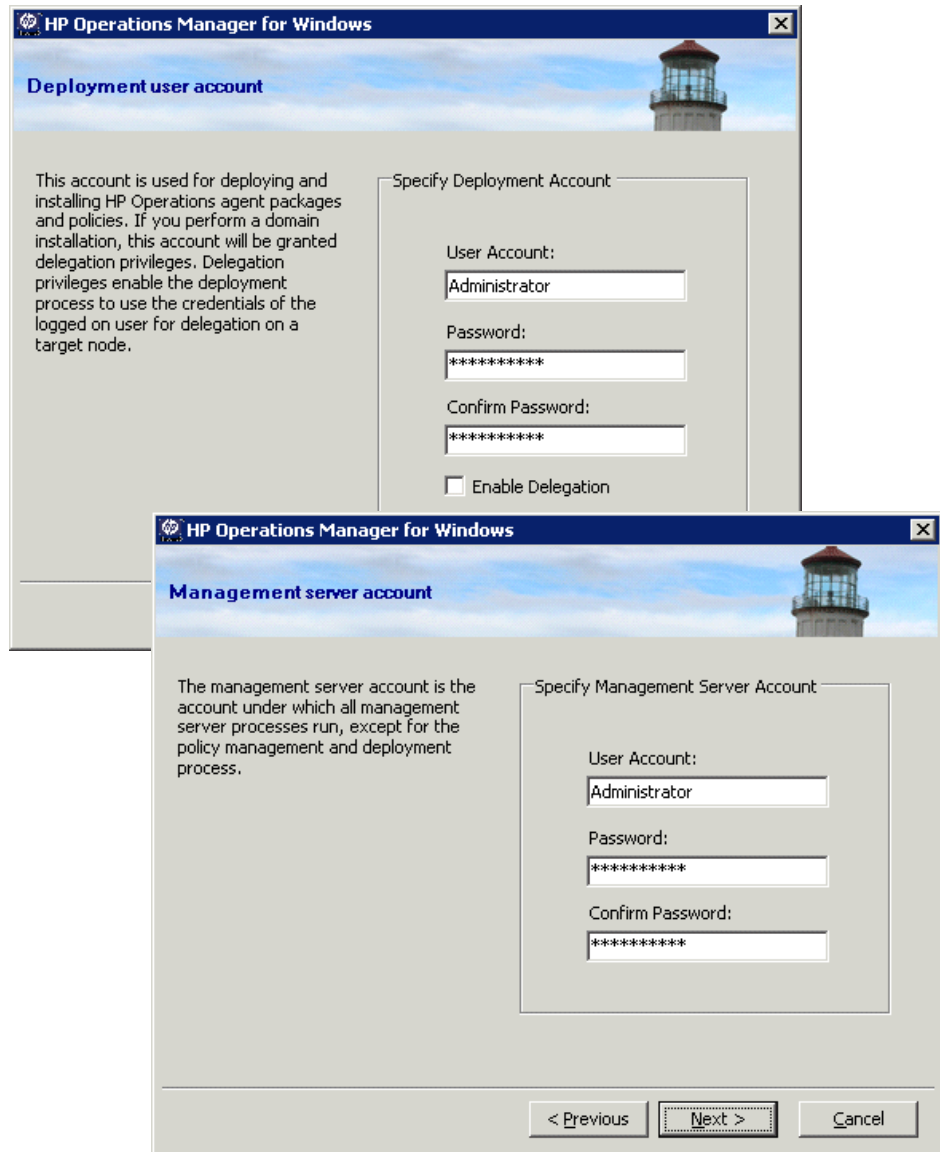 HP Operations Manager for Windows
Deployment user account
This account is used for deploying and
installing HP Operations agent packages
and policies. If you perform a domain
installation, this account will be granted
delegation privileges. Delegation
privileges enable the deployment
process to use the credentials of the
logged on user for delegation on a
target node.
Specify Deployment Account
User Account:
Administrator
Password:
**********
Confirm Password:
**********
Enable Delegation
HP Operations Manager for Windows
Management server account
The management server account is the
account under which all management
server processes run, except for the
policy management and deployment
process.
Specify Management Server Account
User Account:
Administrator
Password:
**********
Confirm Password:
**********
< Previous
Next >
Cancel